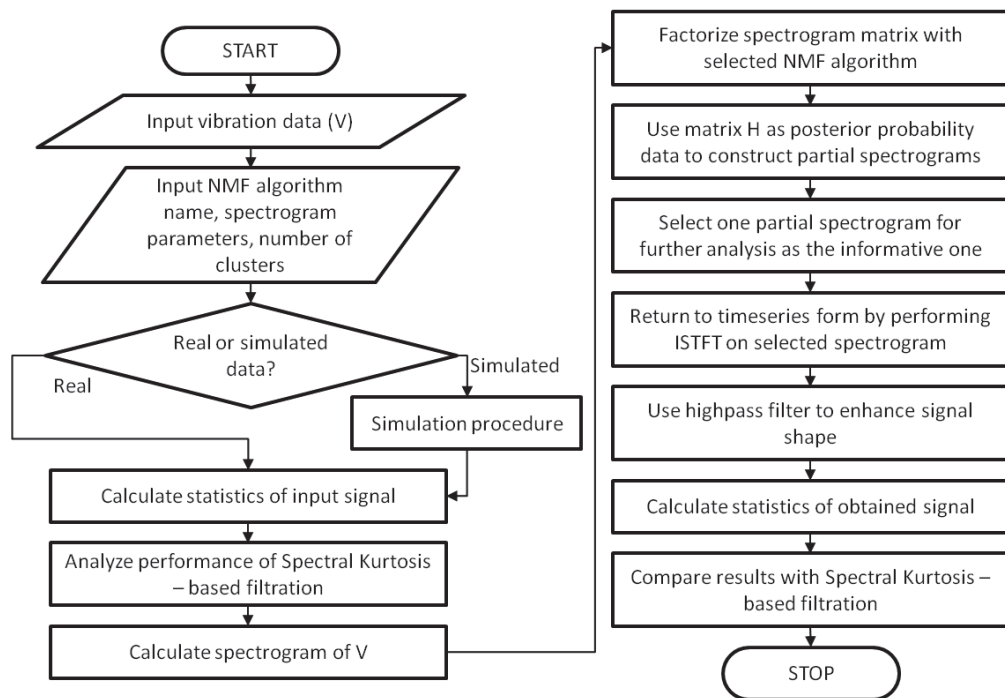 START
Input vibration data (V)
Input NMF algorithm
name, spectrogram
parameters, number of
clusters
Real or simulated
data?
Real
Simulated
Simulation procedure
Calculate statistics of input signal
Analyze performance of Spectral Kurtosis
– based filtration
Calculate spectrogram of V
Factorize spectrogram matrix with
selected NMF algorithm
Use matrix H as posterior probability
data to construct partial spectrograms
Select one partial spectrogram for
further analysis as the informative one
Return to timeseries form by performing
ISTFT on selected spectrogram
Use highpass filter to enhance signal
shape
Calculate statistics of obtained signal
Compare results with Spectral Kurtosis –
based filtration
STOP